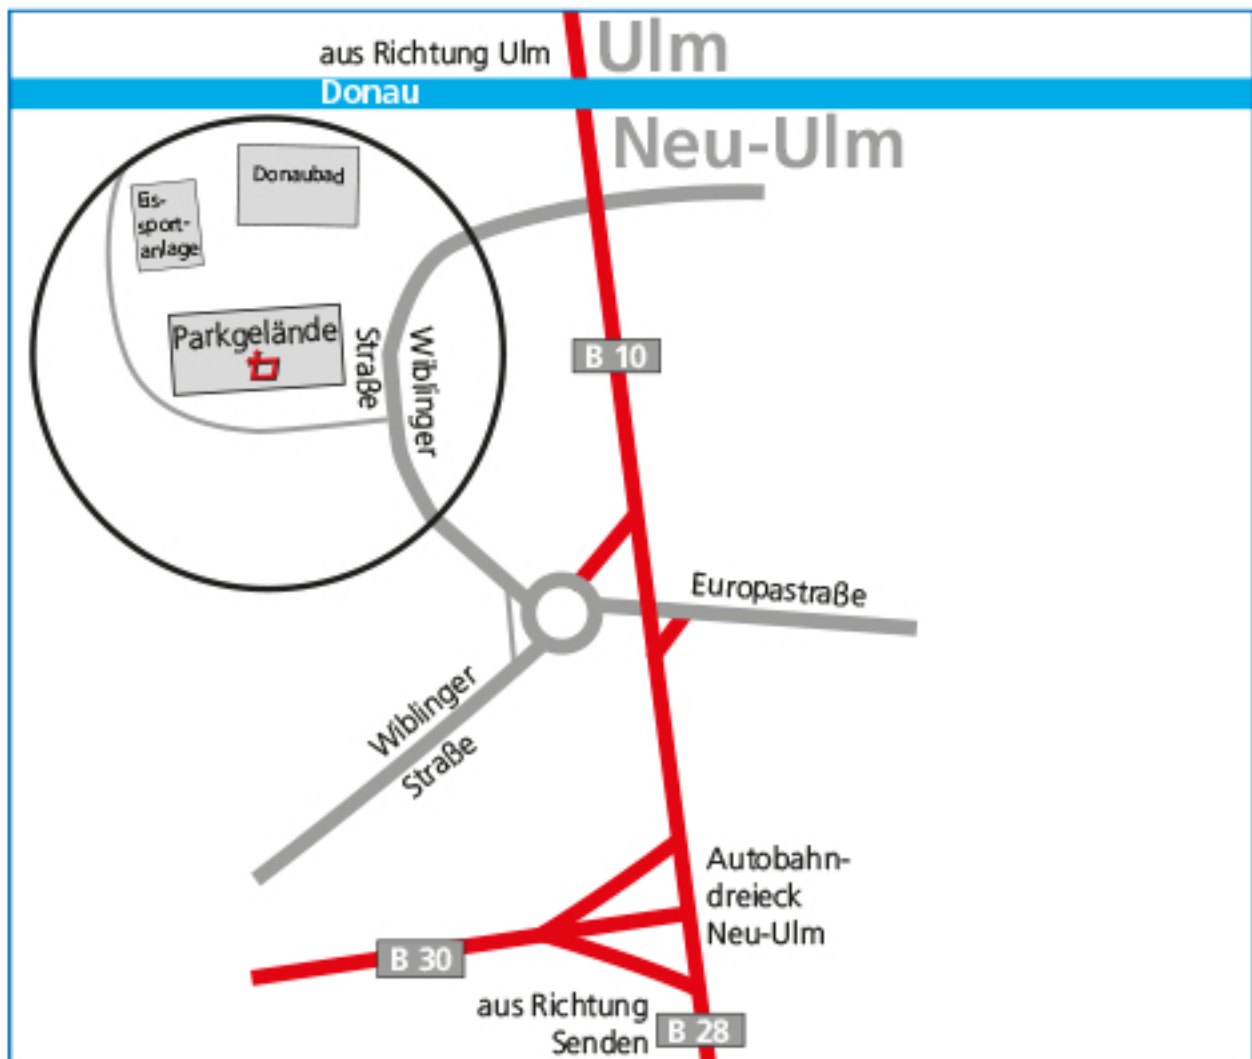 aus Richtung Ulm
Ulm
Donau
Neu-Ulm
Donaubad
Eis-
sport-
anlage
Parkgelände
Wiblinger
Straße
B 10
Europastraße
Wiblinger
Straße
Autobahn-
dreieck
Neu-Ulm
B 30
aus Richtung
Senden
B 28